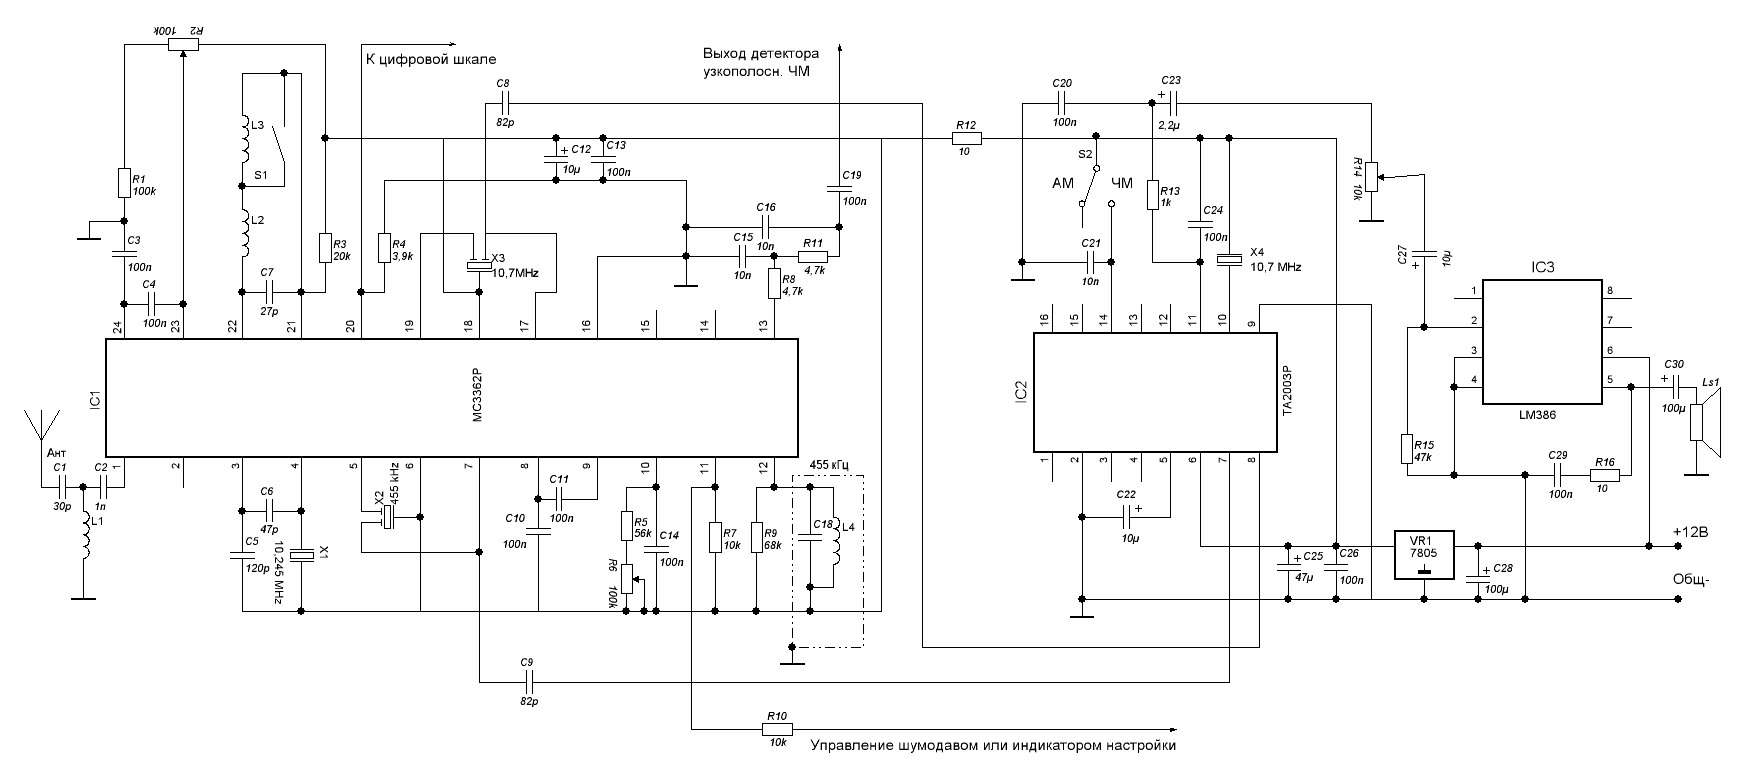 R2 100k
К цифровой шкале
Выход детектора
узкополосн. ЧМ
C8
82p
C20
100n
C23
+
2,2µ
R12
10
L3
S1
L2
R1
100k
C3
100n
C4
100n
C7
27p
R3
20k
R4
3,9k
X3
10,7MHz
+
C12
10µ
C13
100n
C19
100n
C16
10n
C15
10n
R11
4,7k
R8
4,7k
S2
АМ
ЧМ
R13
1k
C24
100n
C21
10n
X4
10,7 MHz
R14 10k
C27
+
10µ
24
23
22
21
20
19
18
17
16
15
14
13
IC1
MC3362P
1
2
3
4
5
6
7
8
9
10
11
12
16
15
14
13
12
11
10
9
IC2
TA2003P
1
2
3
4
5
6
7
8
IC3
1
2
3
4
8
7
6
5
LM386
C30
+
100µ
Ls1
R15
47k
C29
100n
R16
10
Ант
C1
30p
C2
1n
L1
C6
47p
C5
120p
X1
10,245 MHz
X2
455 kHz
C11
100n
C10
100n
R5
56k
R6
100k
C14
100n
R7
10k
R9
68k
455 кГц
C18
L4
C22
+
10µ
+
C25
47µ
C26
100n
VR1
7805
+
C28
100µ
+12В
Общ-
C9
82p
R10
10k
Управление шумодавом или индикатором настройки